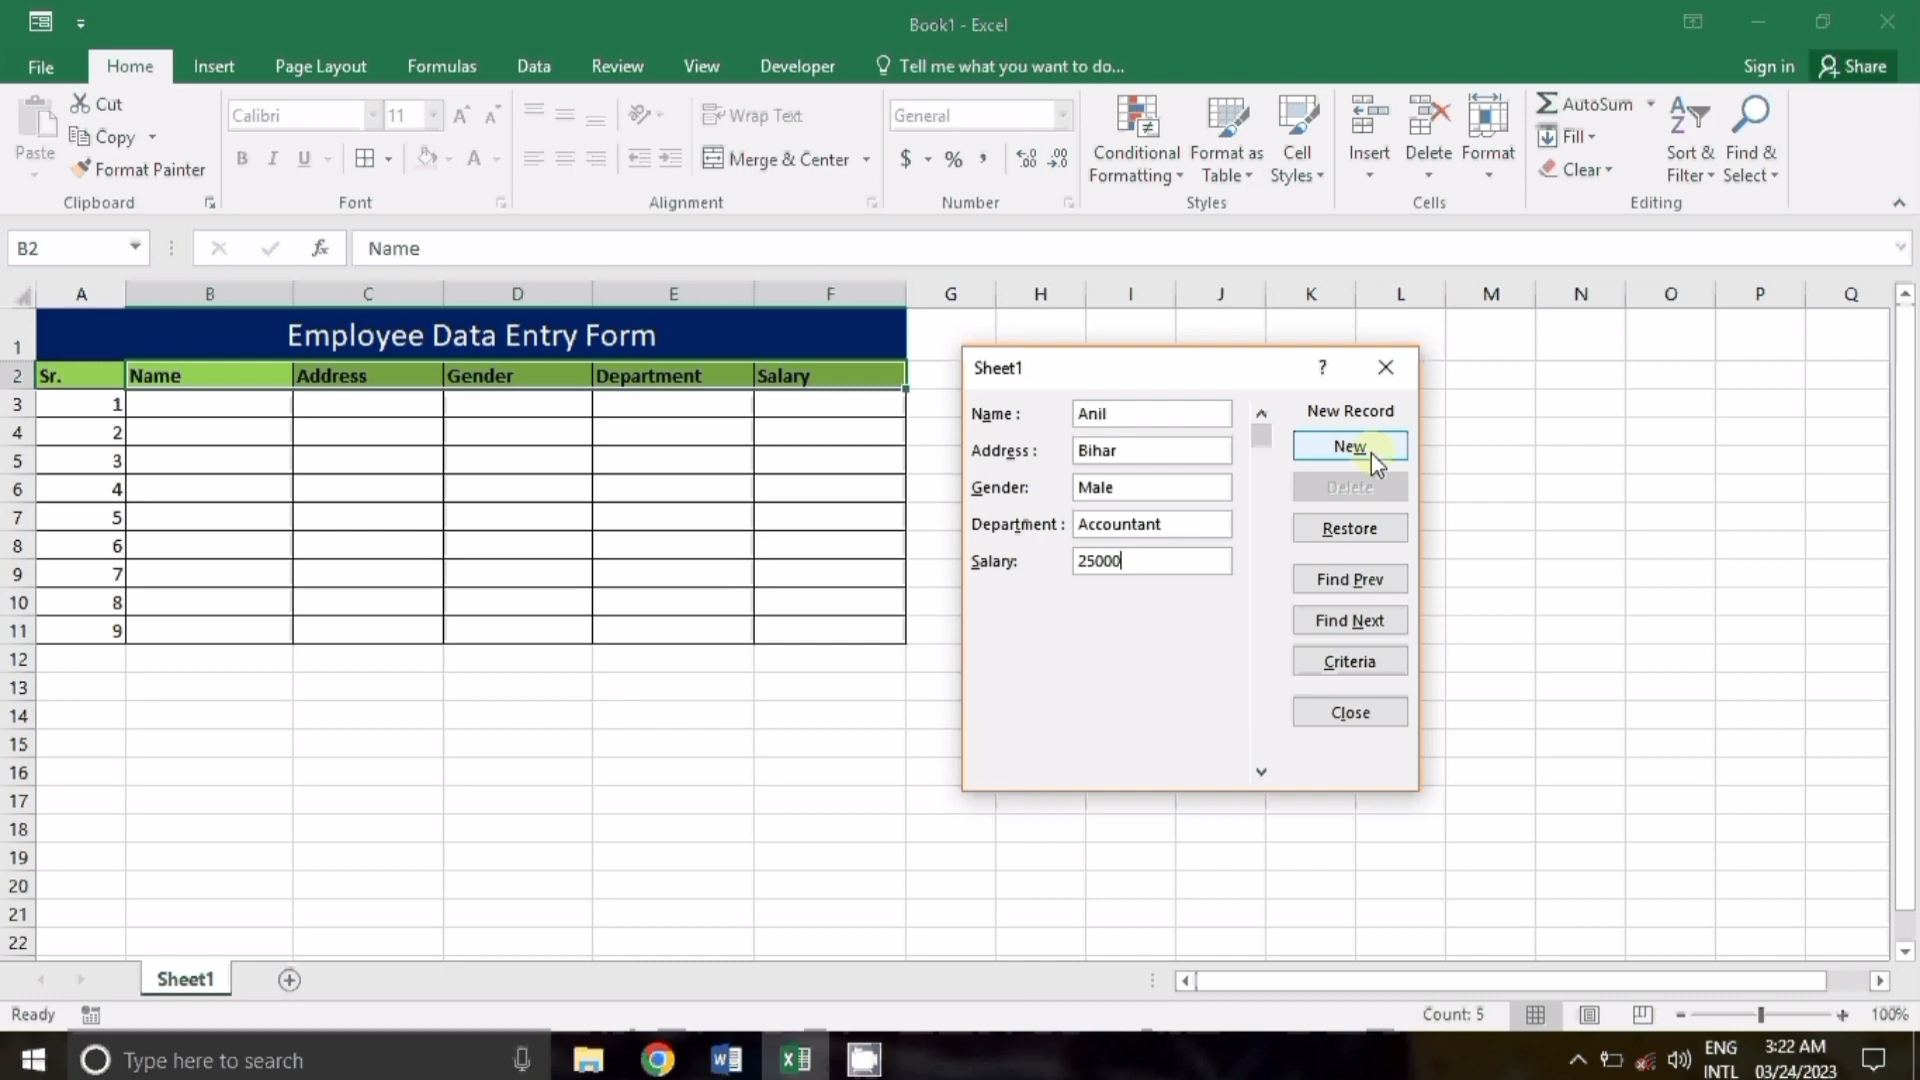 Book1 - Excel
File Home Insert Page Layout Formulas Data Review View Developer Tell me what you want to do... Sign in Share
Paste Cut Copy Format Painter Clipboard
Calibri 11 B I U A Font
Wrap Text Merge & Center Alignment
General $ % , Number
Conditional Formatting Format as Table Cell Styles Styles
Insert Delete Format Cells
AutoSum Fill Clear Sort & Filter Find & Select Editing
B2 fx Name
A B C D E F G H I J K L M N O P Q
1 Employee Data Entry Form
2 Sr. Name Address Gender Department Salary
3 1
4 2
5 3
6 4
7 5
8 6
9 7
10 8
11 9
12
13
14
15
16
17
18
19
20
21
22
Sheet1 ?
Name : Anil
Address : Bihar
Gender: Male
Department : Accountant
Salary: 25000
New Record
New
Delete
Restore
Find Prev
Find Next
Criteria
Close
Sheet1
Ready Count: 5 100%
Type here to search ENG INTL 3:22 AM 03/24/2023